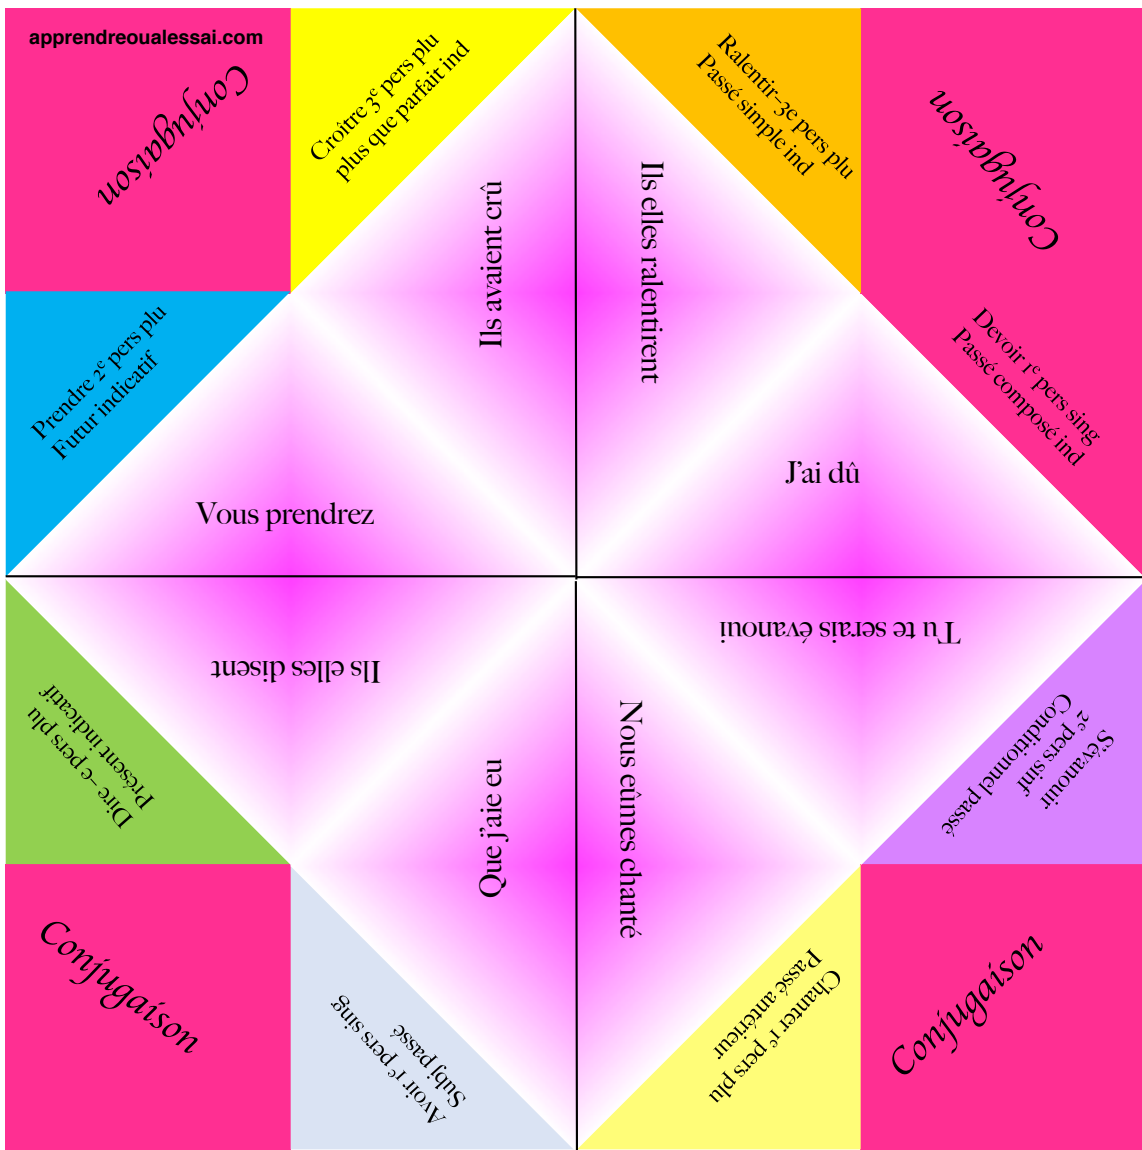 apprendreoualessai.com
Conjugaison
Croître 3e pers plu
plus que parfait ind
Ralentir–3e pers plu
Passé simple ind
Conjugaison
Ils avaient crû
Ils elles ralentirent
Prendre 2e pers plu
Futur indicatif
Devoir 1e pers sing
Passé composé ind
Vous prendrez
J'ai dû
Ils elles disent
Tu te serais évanoui
Dire –e pers plu
Présent indicatif
Que j'aie eu
Nous eûmes chanté
S'évanouir
2e pers sinf
Conditionnel passé
Conjugaison
Avoir 1e pers sing
Subj passé
Chanter 1e pers plu
Passé antérieur
Conjugaison